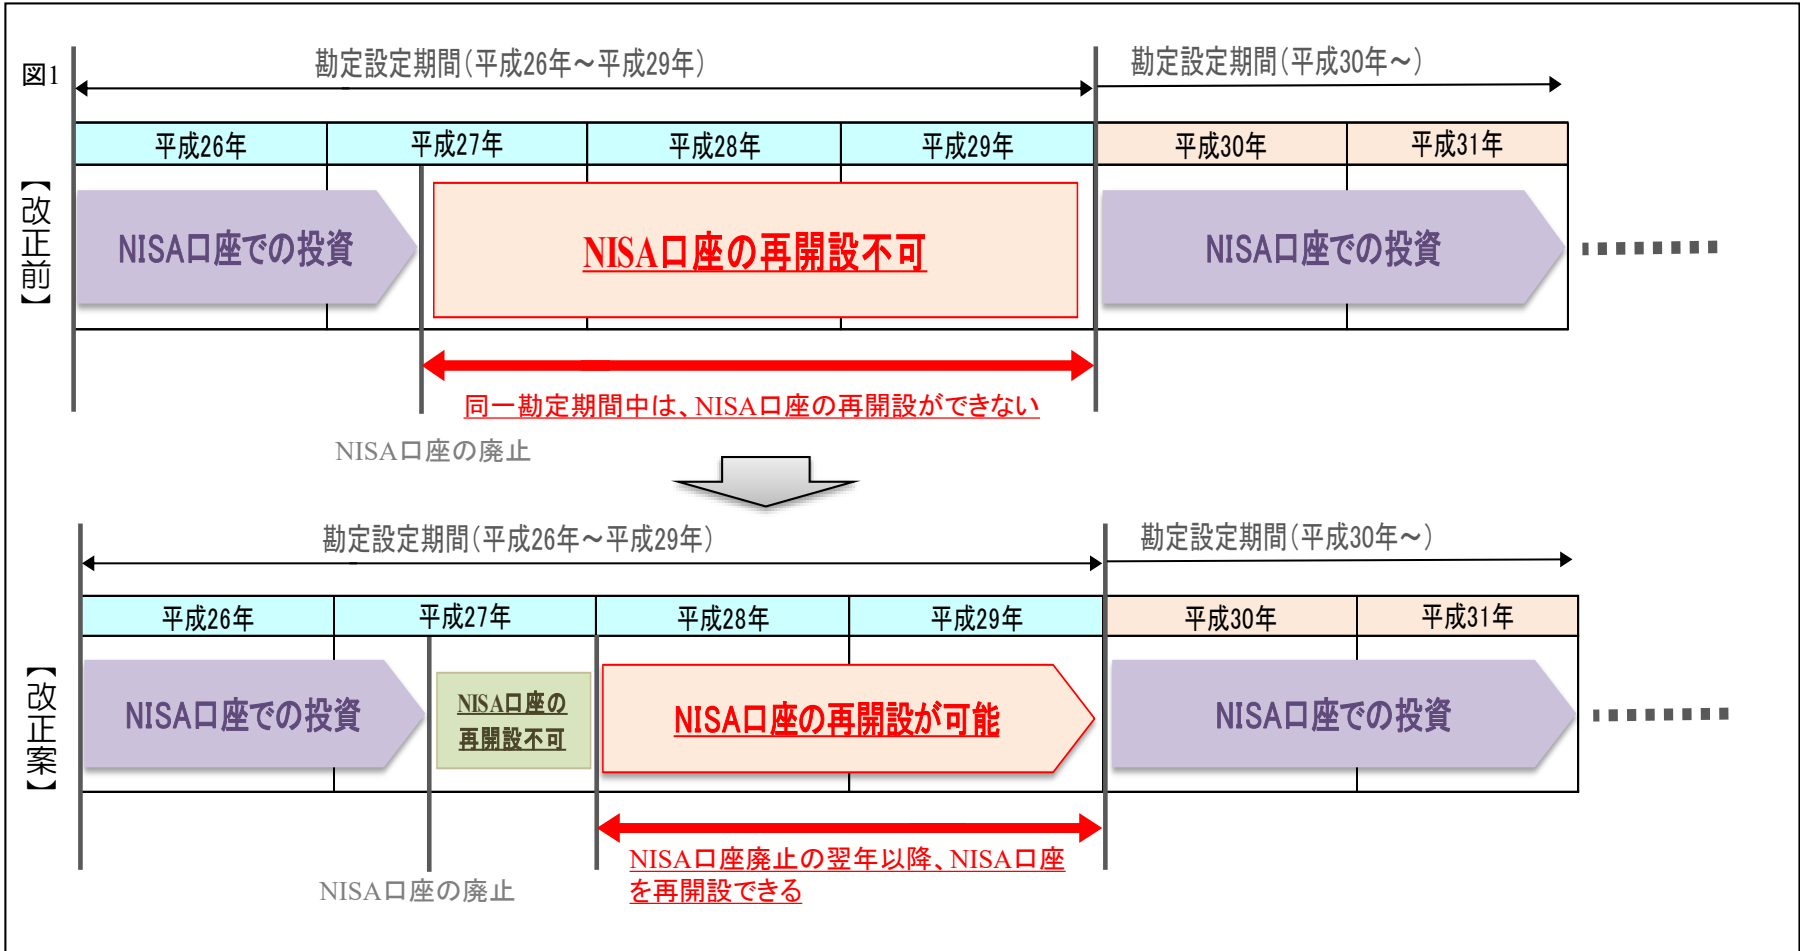 図1
勘定設定期間(平成26年～平成29年)
勘定設定期間(平成30年～)
平成26年
平成27年
平成28年
平成29年
平成30年
平成31年
【改正前】
NISA口座での投資
NISA口座の再開設不可
NISA口座での投資
同一勘定期間中は、NISA口座の再開設ができない
NISA口座の廃止
勘定設定期間(平成26年～平成29年)
勘定設定期間(平成30年～)
平成26年
平成27年
平成28年
平成29年
平成30年
平成31年
【改正案】
NISA口座での投資
NISA口座の
再開設不可
NISA口座の再開設が可能
NISA口座での投資
NISA口座廃止の翌年以降、NISA口座
を再開設できる
NISA口座の廃止